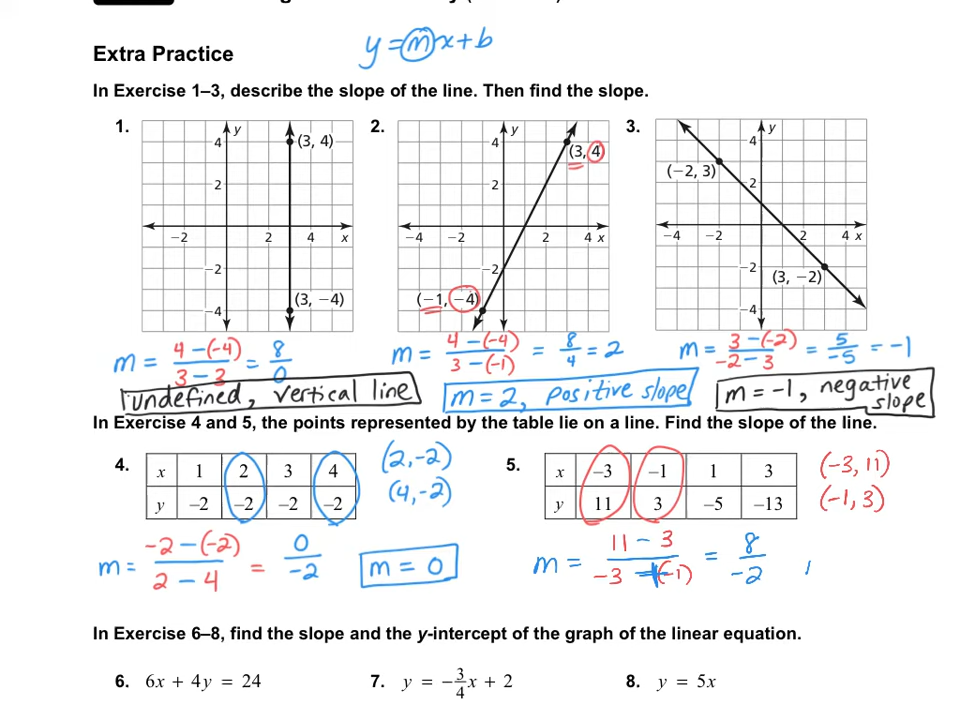 y = mx + b
Extra Practice
In Exercise 1–3, describe the slope of the line. Then find the slope.
1.
y
4
2
−2
−4
−2
2
4
x
(3, 4)
(3, −4)
2.
y
4
2
−2
−4
−2
2
4 x
(3, 4)
(−1, −4)
3.
y
4
2
−2
−4
−4
−2
2
4 x
(−2, 3)
(3, −2)
m = 4 -(-4) / 3 - 3 = 8/0
undefined, vertical line
m = 4 -(-4) / 3 -(-1) = 8/4 = 2
m = 2, positive slope
m = 3 -(-2) / -2 - 3 = 5/-5 = -1
m = -1, negative slope
In Exercise 4 and 5, the points represented by the table lie on a line. Find the slope of the line.
4.
x 1 2 3 4
y −2 −2 −2 −2
(2, -2)
(4, -2)
m = -2 -(-2) / 2 - 4 = 0/-2
m = 0
5.
x −3 −1 1 3
y 11 3 −5 −13
(-3, 11)
(-1, 3)
m = 11 - 3 / -3 -(-1) = 8/-2
In Exercise 6–8, find the slope and the y-intercept of the graph of the linear equation.
6. 6x + 4y = 24
7. y = −3/4x + 2
8. y = 5x